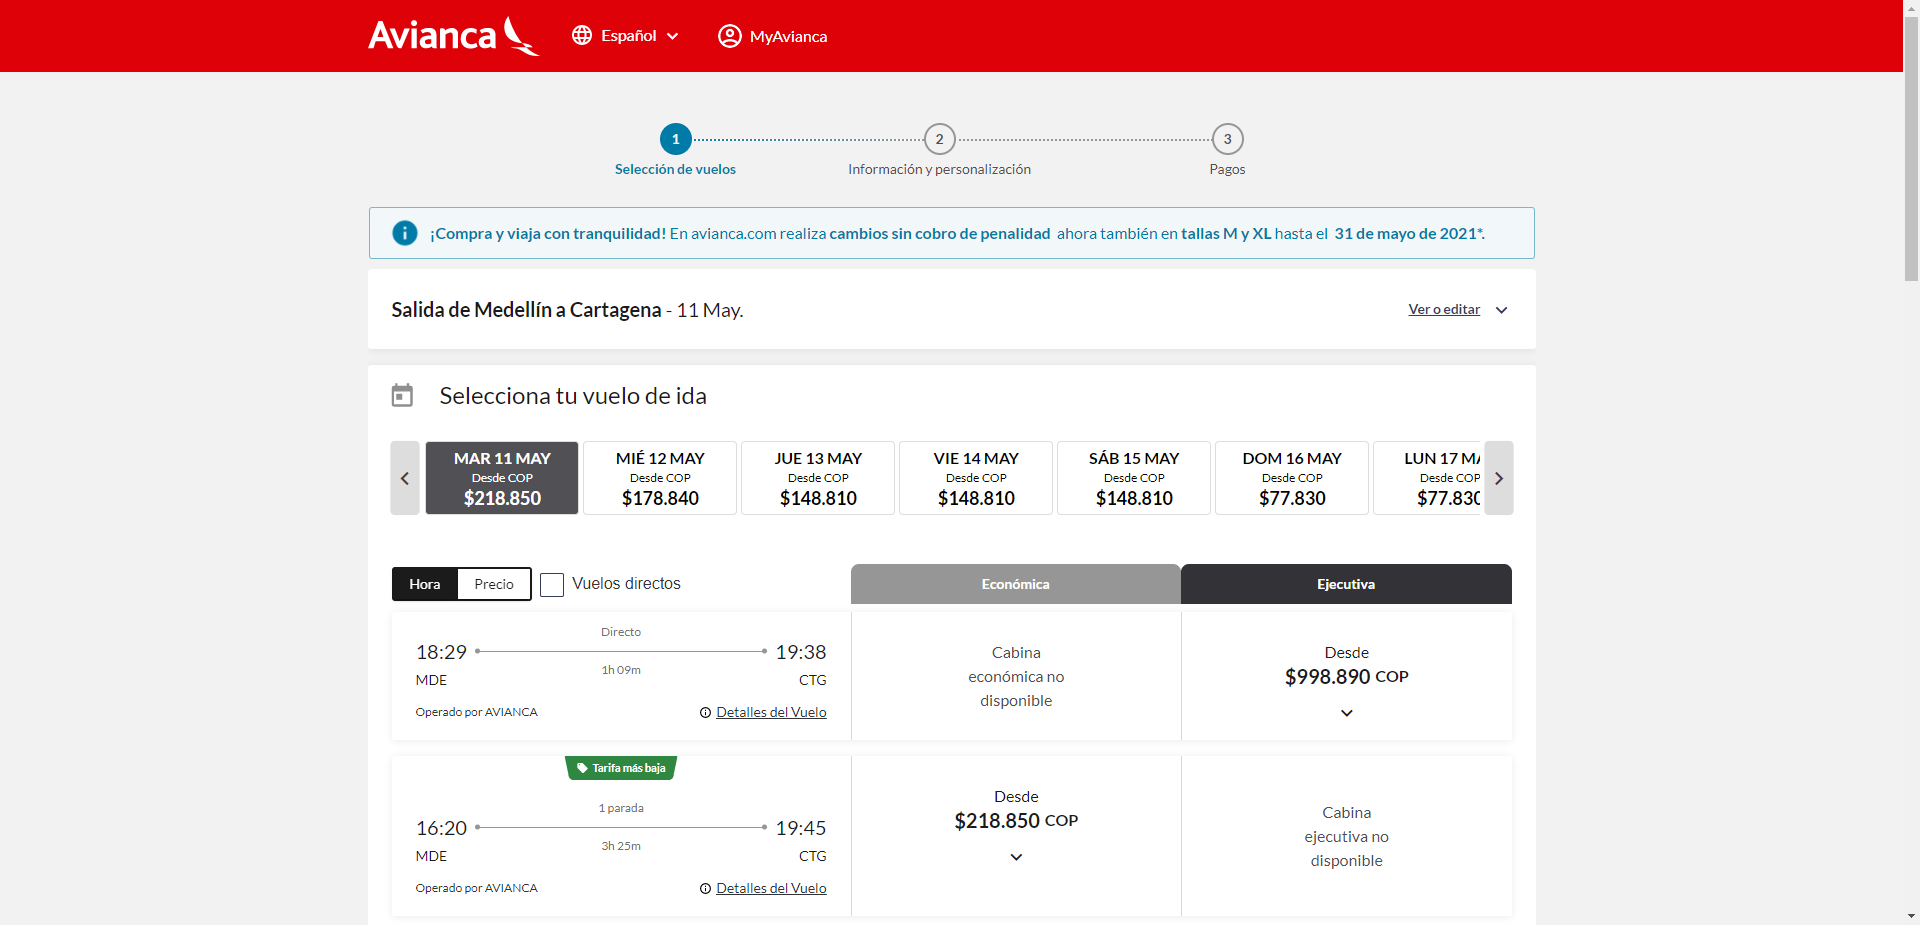 Avianca
Español
MyAvianca
1
2
3
Selección de vuelos
Información y personalización
Pagos
¡Compra y viaja con tranquilidad! En avianca.com realiza cambios sin cobro de penalidad ahora también en tallas M y XL hasta el 31 de mayo de 2021*.
Salida de Medellín a Cartagena - 11 May.
Ver o editar
Selecciona tu vuelo de ida
MAR 11 MAY
Desde COP
$218.850
MIÉ 12 MAY
Desde COP
$178.840
JUE 13 MAY
Desde COP
$148.810
VIE 14 MAY
Desde COP
$148.810
SÁB 15 MAY
Desde COP
$148.810
DOM 16 MAY
Desde COP
$77.830
LUN 17 MA
Desde COP
$77.830
Hora
Precio
Vuelos directos
Económica
Ejecutiva
Directo
18:29
19:38
1h 09m
MDE
CTG
Operado por AVIANCA
Detalles del Vuelo
Cabina
económica no
disponible
Desde
$998.890 COP
Tarifa más baja
1 parada
16:20
19:45
3h 25m
MDE
CTG
Operado por AVIANCA
Detalles del Vuelo
Desde
$218.850 COP
Cabina
ejecutiva no
disponible